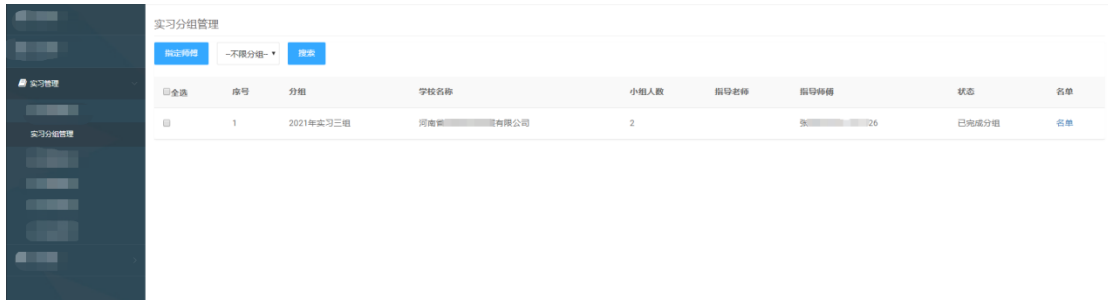 实习分组管理
指定师傅 --不限分组-- 搜索
实习管理
全选 序号 分组 学校名称 小组人数 指导老师 指导师傅 状态 名单
实习分组管理
1 2021年实习三组 河南省 有限公司 2 张 26 已完成分组 名单